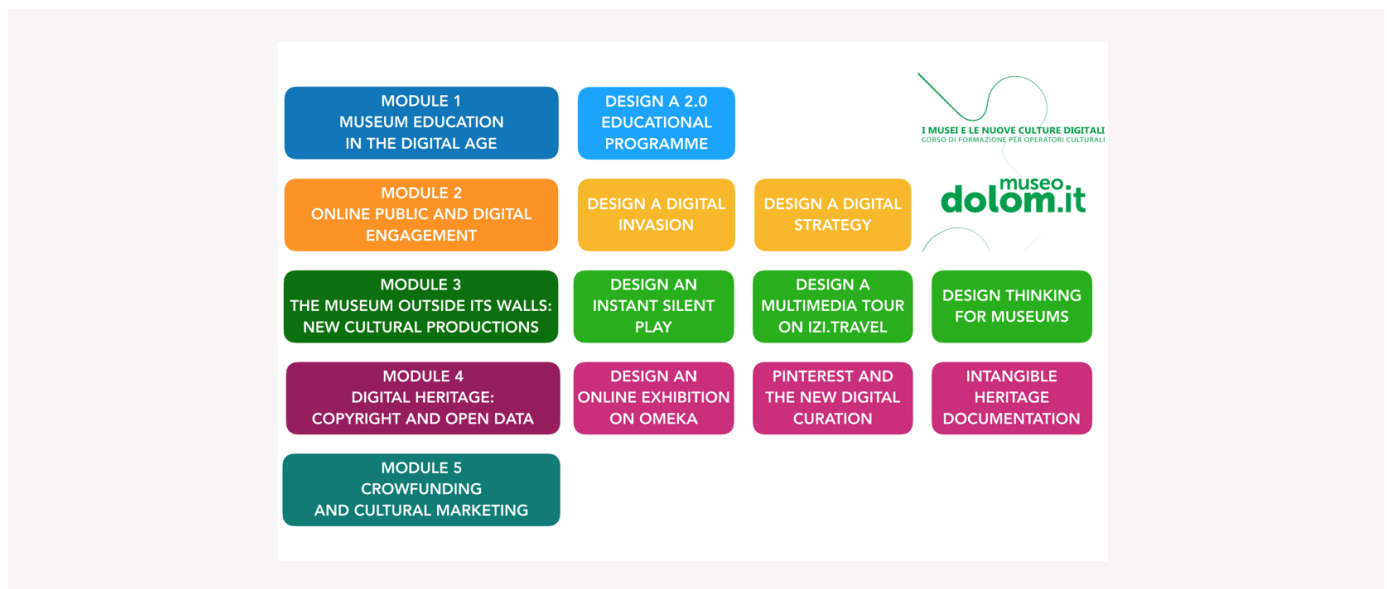 MODULE 1
MUSEUM EDUCATION
IN THE DIGITAL AGE
DESIGN A 2.0
EDUCATIONAL
PROGRAMME
I MUSEI E LE NUOVE CULTURE DIGITALI
CORSO DI FORMAZIONE PER OPERATORI CULTURALI
MODULE 2
ONLINE PUBLIC AND DIGITAL
ENGAGEMENT
DESIGN A DIGITAL
INVASION
DESIGN A DIGITAL
STRATEGY
museo
dolom.it
MODULE 3
THE MUSEUM OUTSIDE ITS WALLS:
NEW CULTURAL PRODUCTIONS
DESIGN AN
INSTANT SILENT
PLAY
DESIGN A
MULTIMEDIA TOUR
ON IZI.TRAVEL
DESIGN THINKING
FOR MUSEUMS
MODULE 4
DIGITAL HERITAGE:
COPYRIGHT AND OPEN DATA
DESIGN AN
ONLINE EXHIBITION
ON OMEKA
PINTEREST AND
THE NEW DIGITAL
CURATION
INTANGIBLE
HERITAGE
DOCUMENTATION
MODULE 5
CROWFUNDING
AND CULTURAL MARKETING